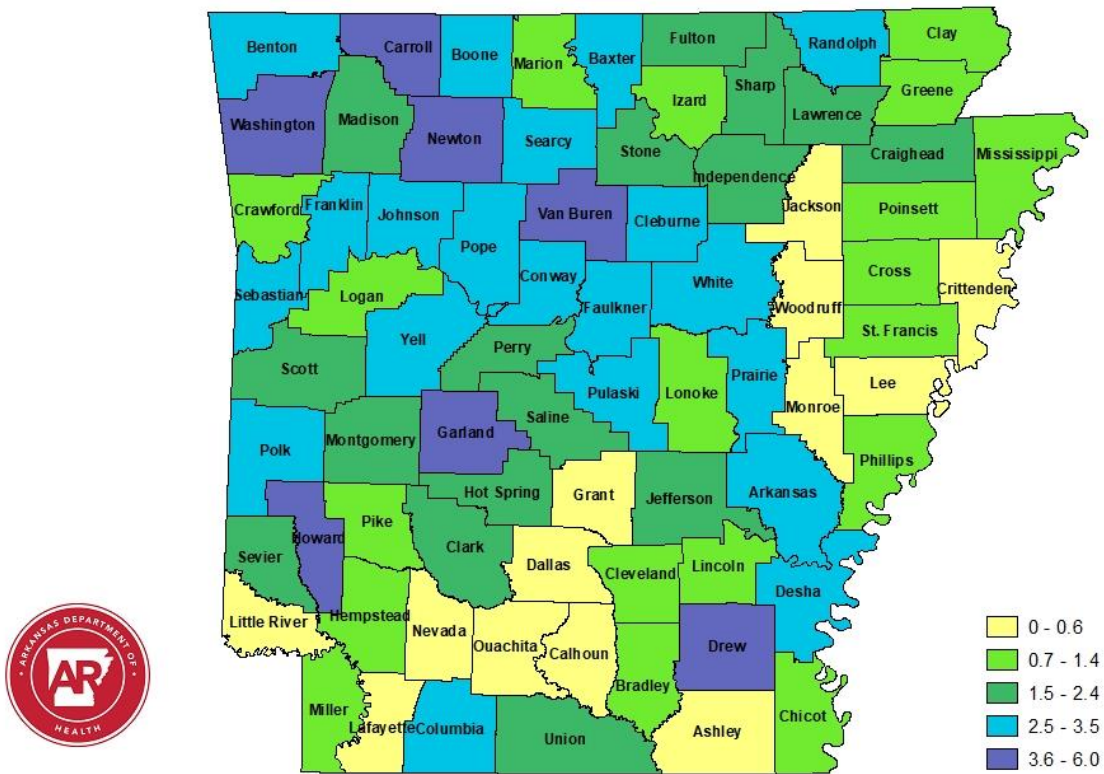 Benton
Carroll
Boone
Marion
Baxter
Fulton
Randolph
Clay
Sharp
Izard
Greene
Lawrence
Washington
Madison
Newton
Searcy
Stone
Independence
Craighead
Mississippi
Crawford
Franklin
Johnson
Pope
Van Buren
Cleburne
Jackson
Poinsett
Sebastian
Logan
Conway
Faulkner
White
Woodruff
Cross
Crittenden
St. Francis
Scott
Yell
Perry
Pulaski
Lonoke
Prairie
Monroe
Lee
Polk
Montgomery
Garland
Saline
Phillips
Hot Spring
Grant
Jefferson
Arkansas
Howard
Pike
Clark
Sevier
Dallas
Cleveland
Lincoln
Desha
Little River
Hempstead
Nevada
Ouachita
Calhoun
Bradley
Drew
Miller
Lafayette
Columbia
Union
Ashley
Chicot
ARKANSAS DEPARTMENT OF
AR
HEALTH
0 - 0.6
0.7 - 1.4
1.5 - 2.4
2.5 - 3.5
3.6 - 6.0